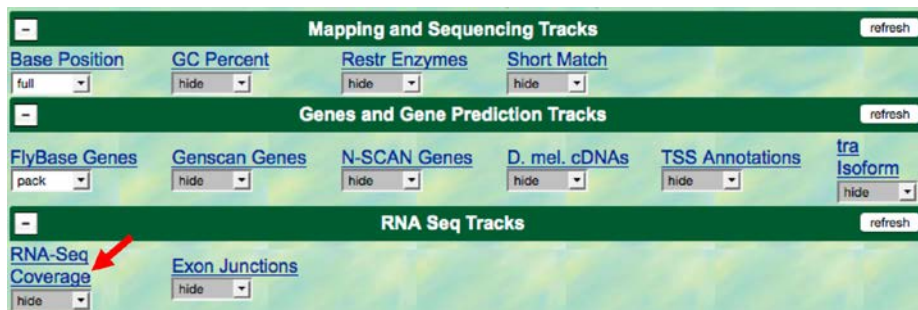 - Mapping and Sequencing Tracks refresh
Base Position GC Percent Restr Enzymes Short Match
full hide hide hide
- Genes and Gene Prediction Tracks refresh
FlyBase Genes Genscan Genes N-SCAN Genes D. mel. cDNAs TSS Annotations tra Isoform
pack hide hide hide hide hide
- RNA Seq Tracks refresh
RNA-Seq Coverage Exon Junctions
hide hide